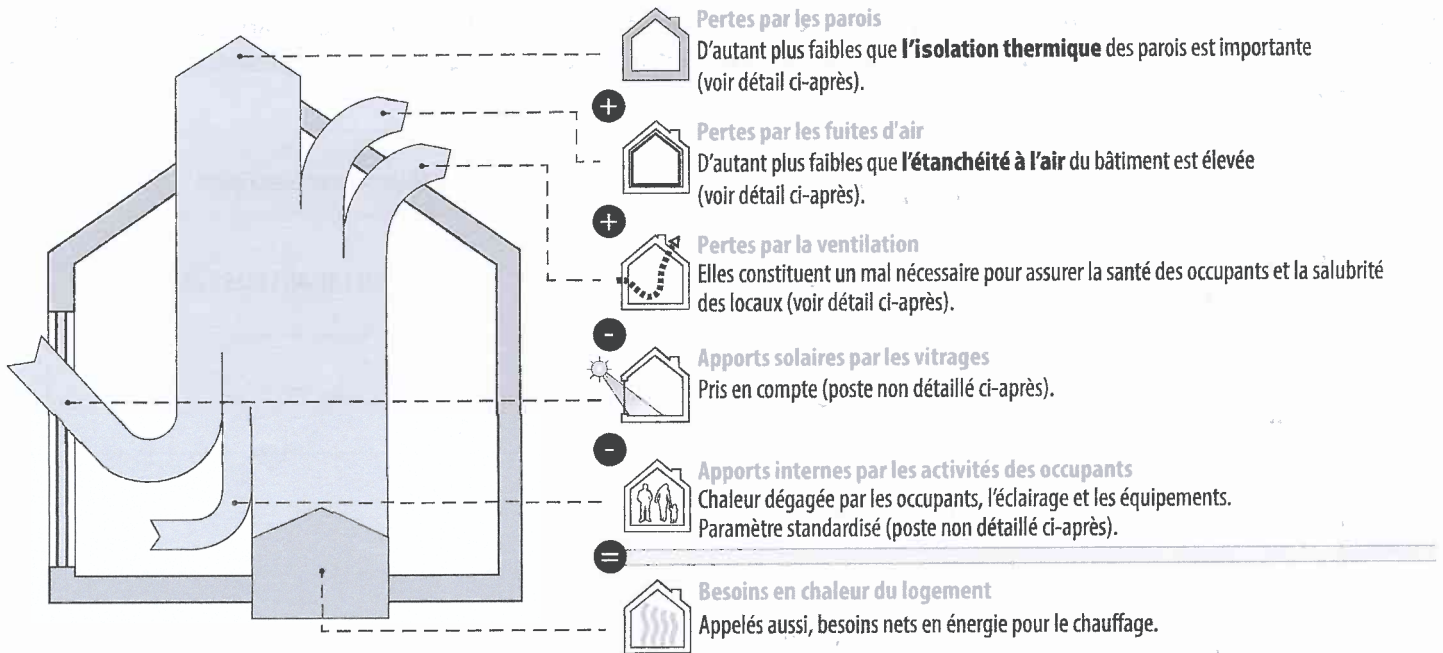 Pertes par les parois
D'autant plus faibles que l'isolation thermique des parois est importante
(voir détail ci-après).
+
Pertes par les fuites d'air
D'autant plus faibles que l'étanchéité à l'air du bâtiment est élevée
(voir détail ci-après).
+
Pertes par la ventilation
Elles constituent un mal nécessaire pour assurer la santé des occupants et la salubrité
des locaux (voir détail ci-après).
-
Apports solaires par les vitrages
Pris en compte (poste non détaillé ci-après).
-
Apports internes par les activités des occupants
Chaleur dégagée par les occupants, l'éclairage et les équipements.
Paramètre standardisé (poste non détaillé ci-après).
=
Besoins en chaleur du logement
Appelés aussi, besoins nets en énergie pour le chauffage.